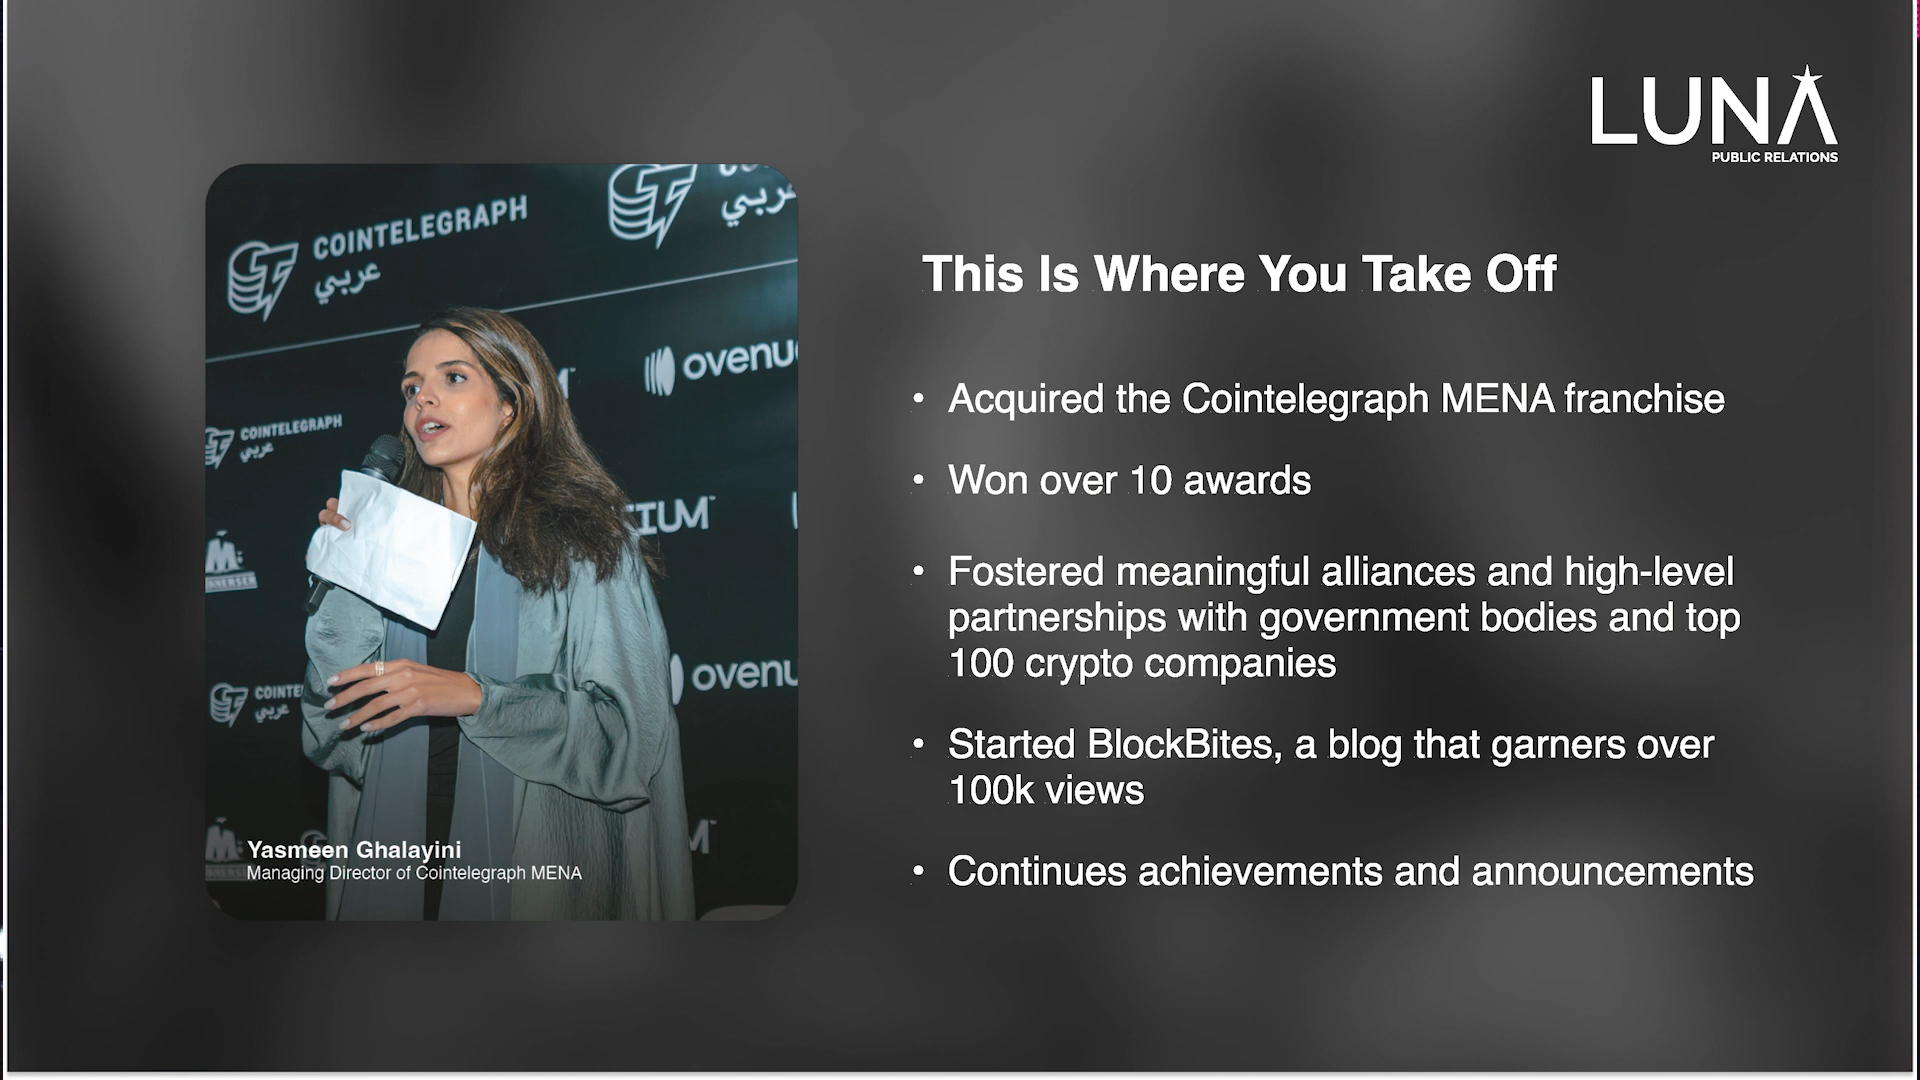 LUNA
PUBLIC RELATIONS
COINTELEGRAPH
عربي
عربي
ovenu
COINTELEGRAPH
عربي
IUM
ovenu
COINTE
عربي
Yasmeen Ghalayini
Managing Director of Cointelegraph MENA
This Is Where You Take Off
• Acquired the Cointelegraph MENA franchise
• Won over 10 awards
• Fostered meaningful alliances and high-level
partnerships with government bodies and top
100 crypto companies
• Started BlockBites, a blog that garners over
100k views
• Continues achievements and announcements